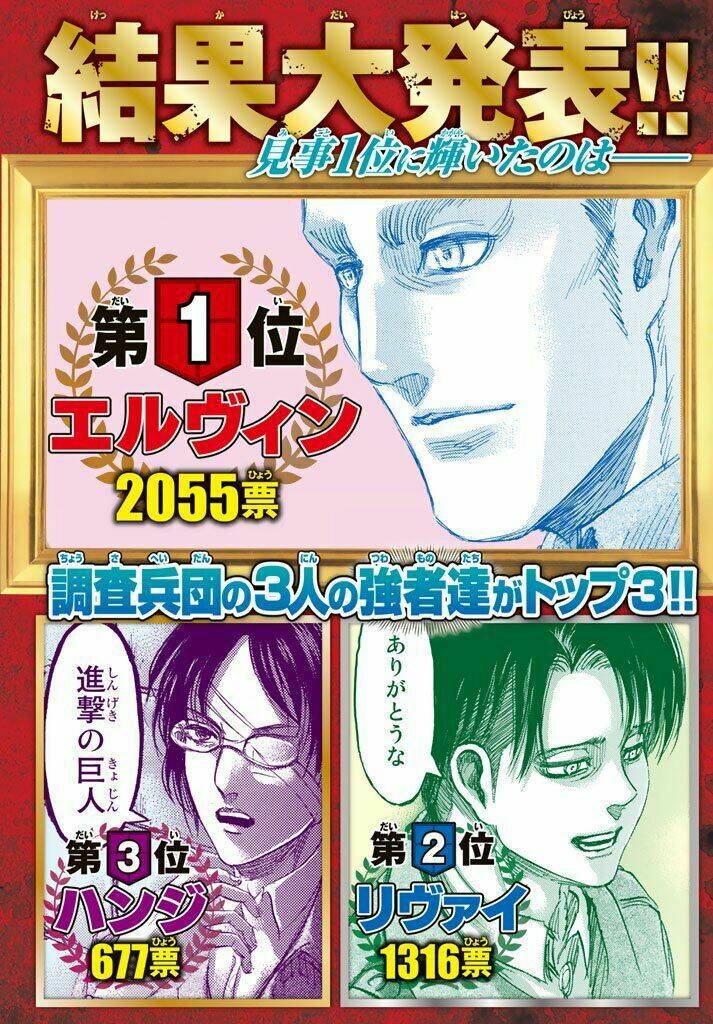 結果大発表!!
見事1位に輝いたのは――
第1位
エルヴィン
2055票
調査兵団の3人の強者達がトップ3!!
進撃の巨人
第3位
ハンジ
677票
ありがとうな
第2位
リヴァイ
1316票